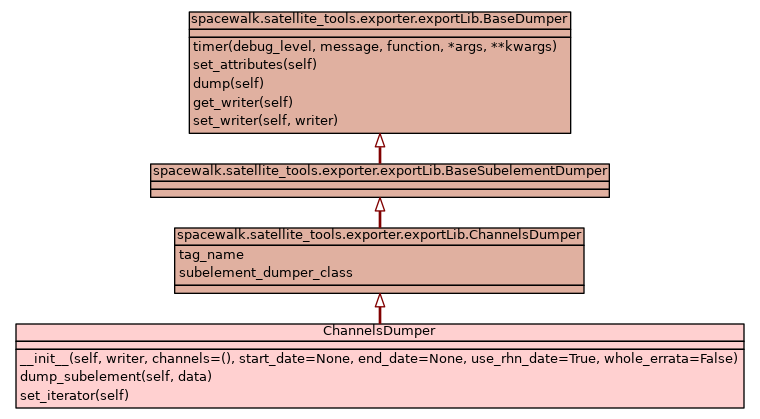 spacewalk.satellite_tools.exporter.exportLib.BaseDumper
timer(debug_level, message, function, *args, **kwargs)
set_attributes(self)
dump(self)
get_writer(self)
set_writer(self, writer)
spacewalk.satellite_tools.exporter.exportLib.BaseSubelementDumper
spacewalk.satellite_tools.exporter.exportLib.ChannelsDumper
tag_name
subelement_dumper_class
ChannelsDumper
__init__(self, writer, channels=(), start_date=None, end_date=None, use_rhn_date=True, whole_errata=False)
dump_subelement(self, data)
set_iterator(self)